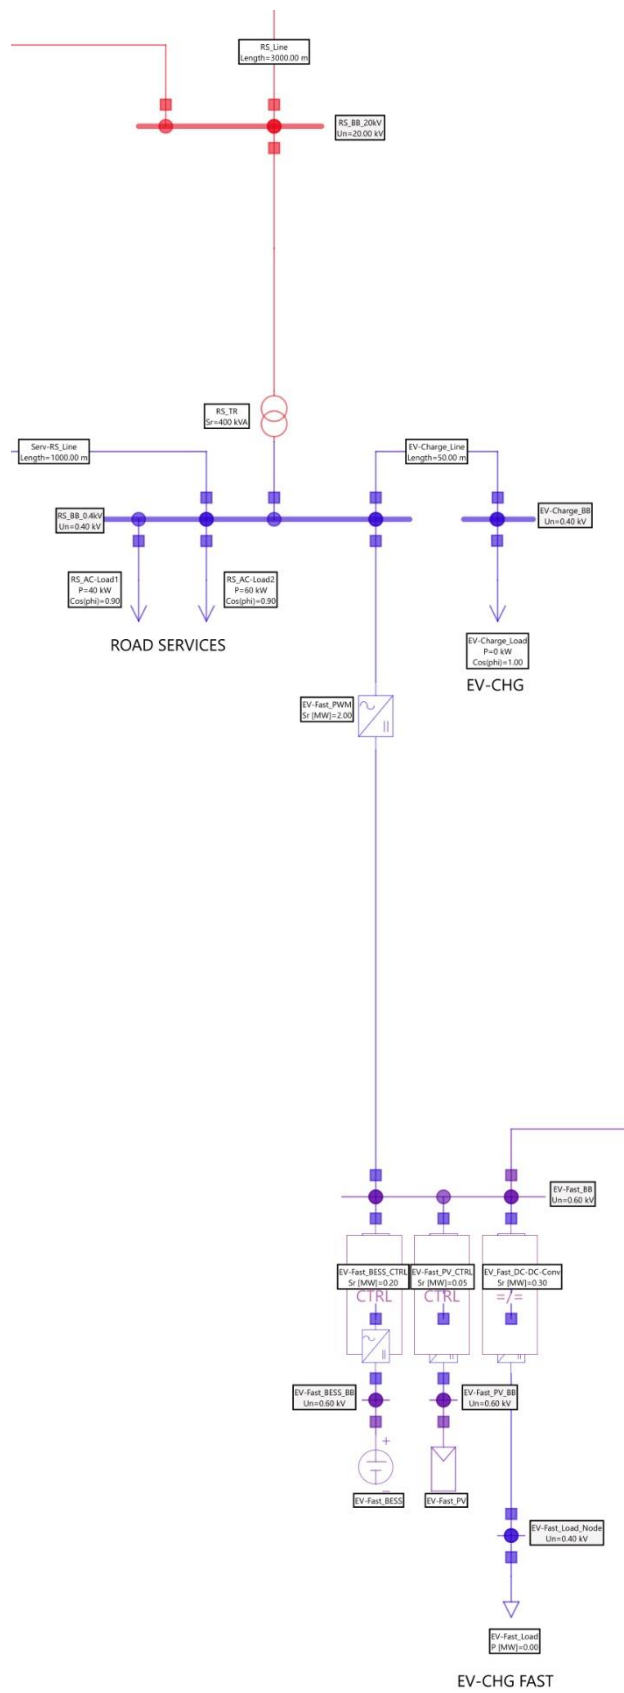 RS_Line
Length=3000.00 m
RS_BB_20kV
Un=20.00 kV
RS_TR
Sr=400 kVA
Serv-RS_Line
Length=1000.00 m
EV-Charge_Line
Length=50.00 m
RS_BB_0.4kV
Un=0.40 kV
EV-Charge_BB
Un=0.40 kV
RS_AC-Load1
P=40 kW
Cos(phi)=0.90
RS_AC-Load2
P=60 kW
Cos(phi)=0.90
ROAD SERVICES
EV-Charge_Load
P=0 kW
Cos(phi)=1.00
EV-CHG
EV-Fast_PWM
Sr [MW]=2.00
EV-Fast_BB
Un=0.60 kV
EV-Fast_BESS_CTRL
Sr [MW]=0.20
CTRL
EV-Fast_PV_CTRL
Sr [MW]=0.05
CTRL
EV_Fast_DC-DC-Conv
Sr [MW]=0.30
=/=
EV-Fast_BESS_BB
Un=0.60 kV
EV-Fast_PV_BB
Un=0.60 kV
EV-Fast_BESS
EV-Fast_PV
EV-Fast_Load_Node
Un=0.40 kV
EV-Fast_Load
P [MW]=0.00
EV-CHG FAST